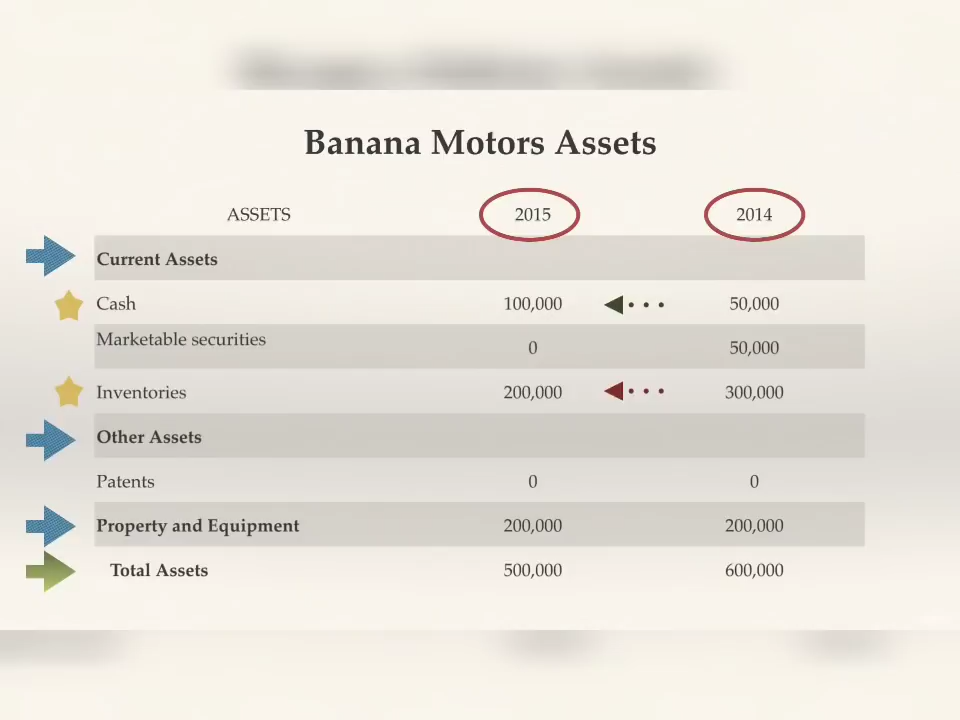 Banana Motors Assets
ASSETS 2015 2014
Current Assets
Cash 100,000 50,000
Marketable securities 0 50,000
Inventories 200,000 300,000
Other Assets
Patents 0 0
Property and Equipment 200,000 200,000
Total Assets 500,000 600,000